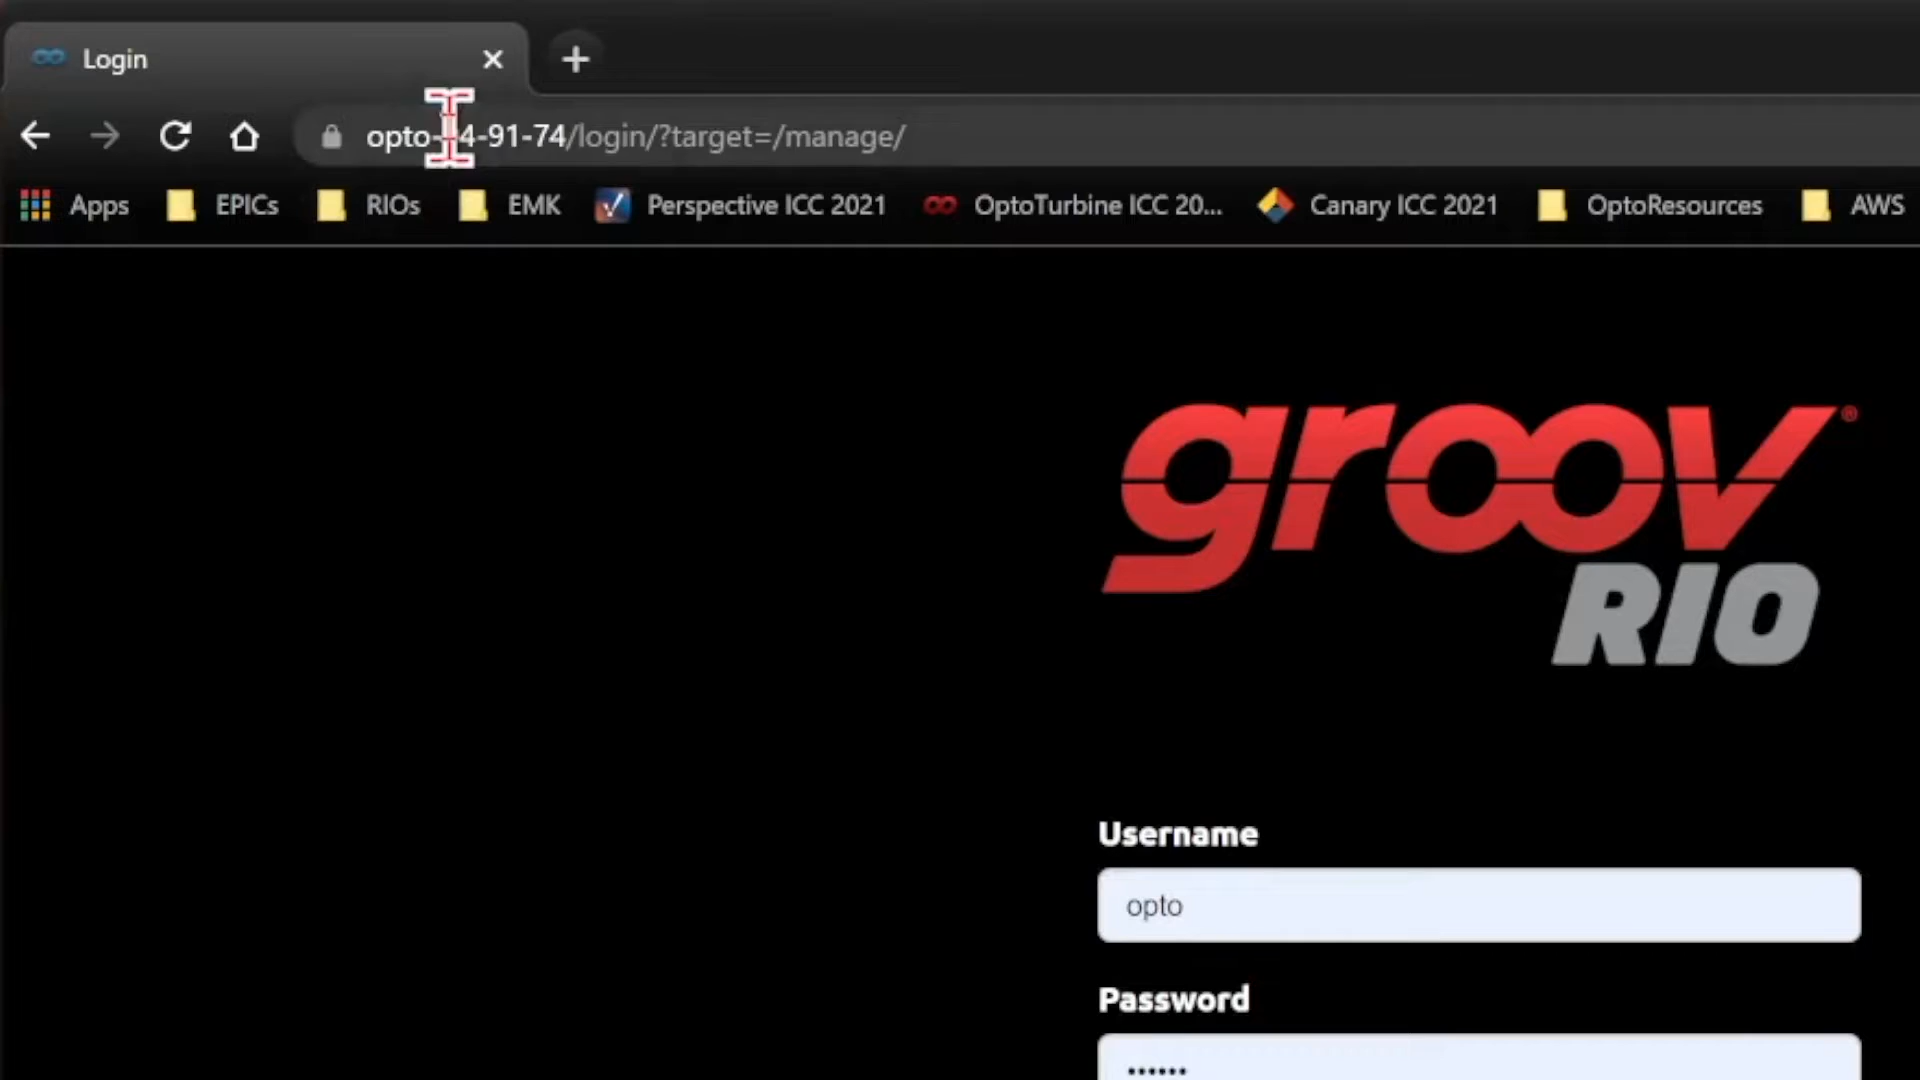 Login
opto-4-91-74/login/?target=/manage/
Apps EPICs RIOs EMK Perspective ICC 2021 OptoTurbine ICC 20... Canary ICC 2021 OptoResources AWS
groov®
RIO
Username
opto
Password
••••••